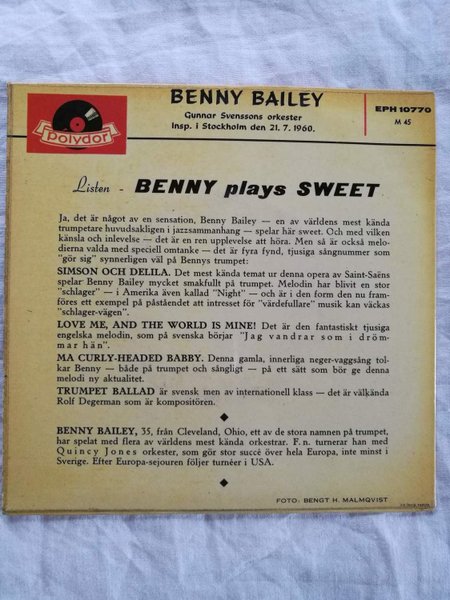 BENNY BAILEY
Gunnar Svenssons orkester
Insp. i Stockholm den 21. 7. 1960.
EPH 10770
M 45
polydor
Listen - BENNY plays SWEET
Ja, det är något av en sensation, Benny Bailey — en av världens mest kända
trumpetare huvudsakligen i jazzsammanhang — spelar här sweet. Och med vilken
känsla och inlevelse — det är en ren upplevelse att höra. Men så är också melo-
dierna valda med speciell omtanke — det är fyra fynd, tjusiga sångnummer som
"gör sig" synnerligen väl på Bennys trumpet:
SIMSON OCH DELILA. Det mest kända temat ur denna opera av Saint-Saëns
spelar Benny Bailey mycket smakfullt på trumpet. Melodin har blivit en stor
"schlager" — i Amerika även kallad "Night" — och är i den form den nu fram-
föres ett exempel på påståendet att intresset för "värdefullare" musik kan väckas
"schlager-vägen".
LOVE ME, AND THE WORLD IS MINE! Det är den fantastiskt tjusiga
engelska melodin, som på svenska börjar "Jag vandrar som i dröm-
mar hän".
MA CURLY-HEADED BABBY. Denna gamla, innerliga neger-vaggsång tol-
kar Benny — både på trumpet och sångligt — på ett sätt som bör ge denna
melodi ny aktualitet.
TRUMPET BALLAD är svensk men av internationell klass — det är välkända
Rolf Degerman som är kompositören.
BENNY BAILEY, 35, från Cleveland, Ohio, ett av de stora namnen på trumpet,
har spelat med flera av världens mest kända orkestrar. F. n. turnerar han med
Quincy Jones orkester, som gör stor succé över hela Europa, inte minst i
Sverige. Efter Europa-sejouren följer turnéer i USA.
FOTO: BENGT H. MALMQVIST